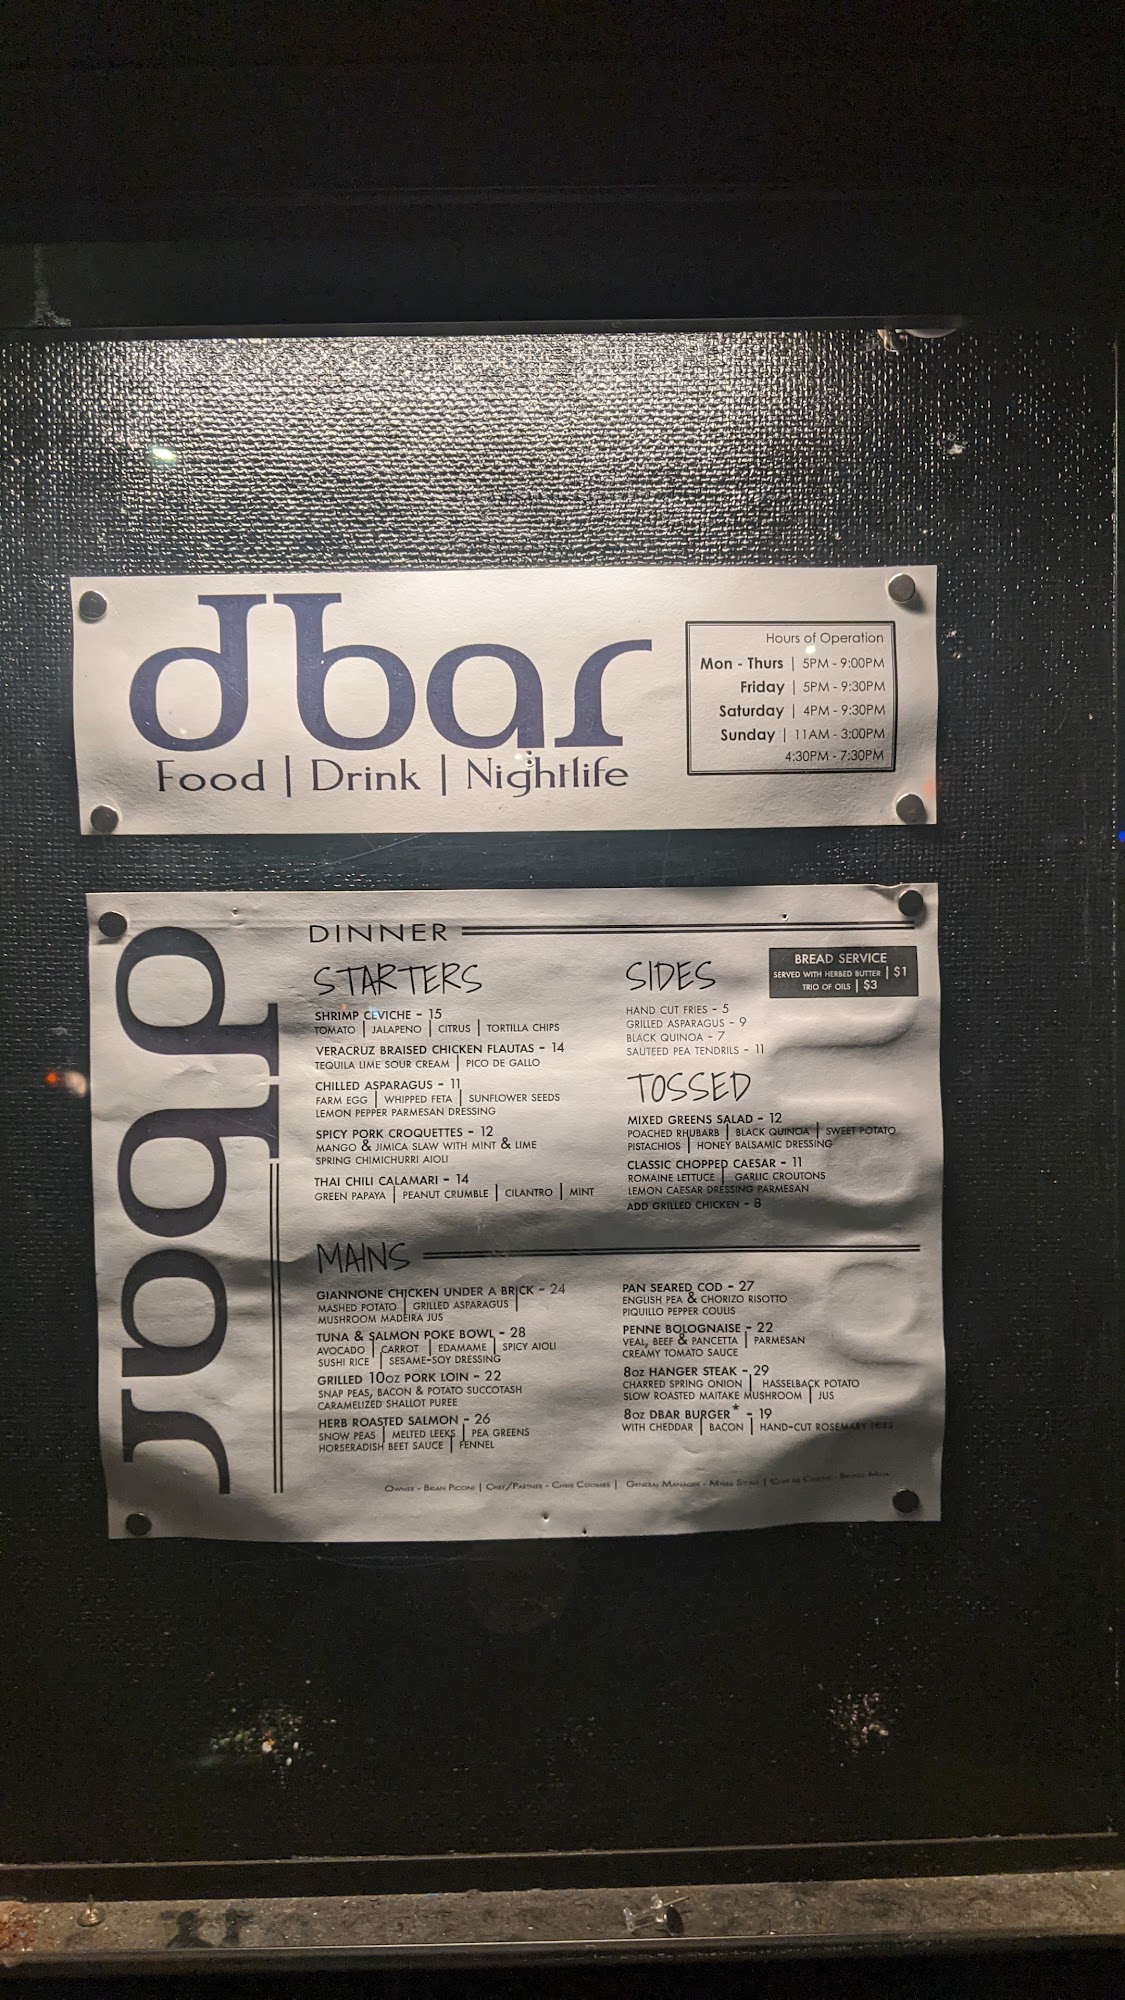 dbar
Food | Drink | Nightlife
Hours of Operation
Mon - Thurs | 5PM - 9:00PM
Friday | 5PM - 9:30PM
Saturday | 4PM - 9:30PM
Sunday | 11AM - 3:00PM
4:30PM - 7:30PM
dbar
DINNER
STARTERS
SHRIMP CEVICHE - 15
TOMATO | JALAPENO | CITRUS | TORTILLA CHIPS
VERACRUZ BRAISED CHICKEN FLAUTAS - 14
TEQUILA LIME SOUR CREAM | PICO DE GALLO
CHILLED ASPARAGUS - 11
FARM EGG | WHIPPED FETA | SUNFLOWER SEEDS
LEMON PEPPER PARMESAN DRESSING
SPICY PORK CROQUETTES - 12
MANGO & JIMICA SLAW WITH MINT & LIME
SPRING CHIMICHURRI AIOLI
THAI CHILI CALAMARI - 14
GREEN PAPAYA | PEANUT CRUMBLE | CILANTRO | MINT
SIDES
HAND CUT FRIES - 5
GRILLED ASPARAGUS - 9
BLACK QUINOA - 7
SAUTEED PEA TENDRILS - 11
BREAD SERVICE
SERVED WITH HERBED BUTTER | $1
TRIO OF OILS | $3
TOSSED
MIXED GREENS SALAD - 12
POACHED RHUBARB | BLACK QUINOA | SWEET POTATO
PISTACHIOS | HONEY BALSAMIC DRESSING
CLASSIC CHOPPED CAESAR - 11
ROMAINE LETTUCE | GARLIC CROUTONS
LEMON CAESAR DRESSING PARMESAN
ADD GRILLED CHICKEN - 8
MAINS
GIANNONE CHICKEN UNDER A BRICK - 24
MASHED POTATO | GRILLED ASPARAGUS |
MUSHROOM MADEIRA JUS
TUNA & SALMON POKE BOWL - 28
AVOCADO | CARROT | EDAMAME | SPICY AIOLI
SUSHI RICE | SESAME-SOY DRESSING
GRILLED 10OZ PORK LOIN - 22
SNAP PEAS, BACON & POTATO SUCCOTASH
CARAMELIZED SHALLOT PUREE
HERB ROASTED SALMON - 26
SNOW PEAS | MELTED LEEKS | PEA GREENS
HORSERADISH BEET SAUCE | FENNEL
PAN SEARED COD - 27
ENGLISH PEA & CHORIZO RISOTTO
PIQUILLO PEPPER COULIS
PENNE BOLOGNAISE - 22
VEAL, BEEF & PANCETTA | PARMESAN
CREAMY TOMATO SAUCE
8OZ HANGER STEAK - 29
CHARRED SPRING ONION | HASSELBACK POTATO
SLOW ROASTED MAITAKE MUSHROOM | JUS
8OZ DBAR BURGER* - 19
WITH CHEDDAR | BACON | HAND-CUT ROSEMARY FRIES
OWNER - BRIAN PICCINI | CHEF/PARTNER - CHRIS COOMBS | GENERAL MANAGER -